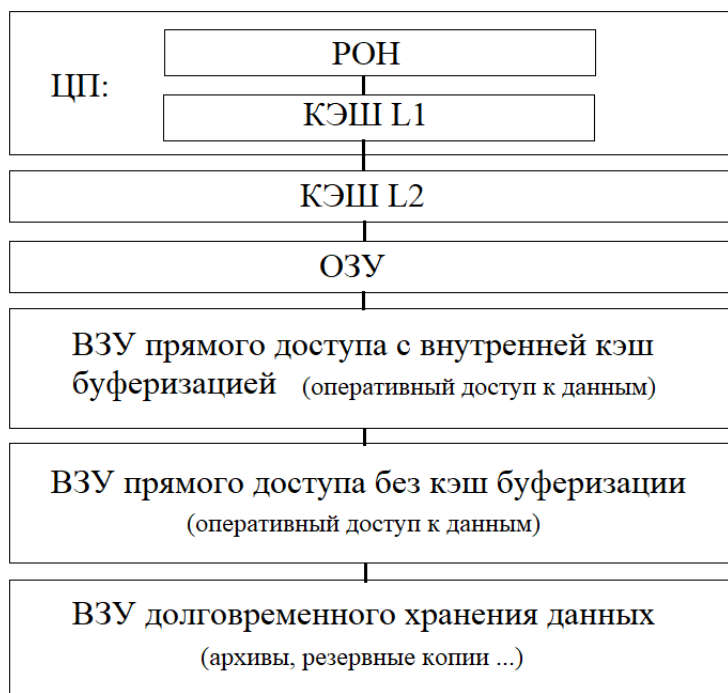 РОН
ЦП:
КЭШ L1
КЭШ L2
ОЗУ
ВЗУ прямого доступа с внутренней кэш
буферизацией (оперативный доступ к данным)
ВЗУ прямого доступа без кэш буферизации
(оперативный доступ к данным)
ВЗУ долговременного хранения данных
(архивы, резервные копии ...)